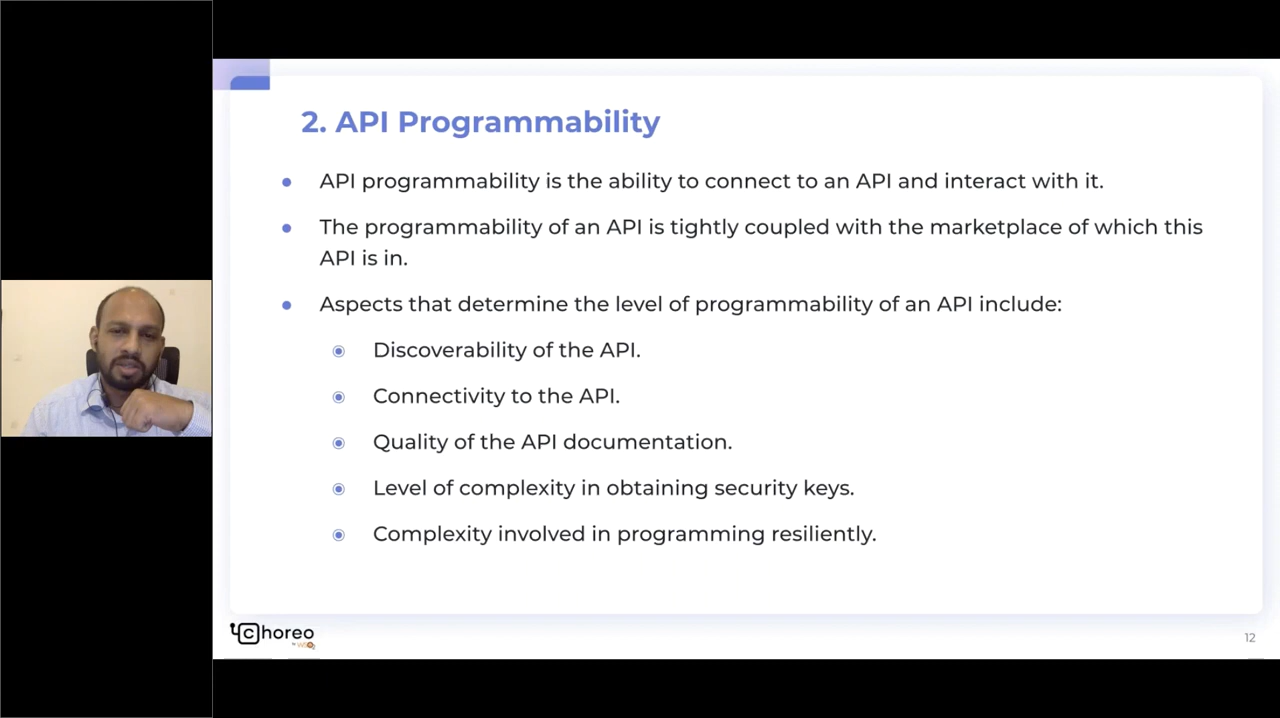 2. API Programmability
API programmability is the ability to connect to an API and interact with it.
The programmability of an API is tightly coupled with the marketplace of which this
API is in.
Aspects that determine the level of programmability of an API include:
Discoverability of the API.
Connectivity to the API.
Quality of the API documentation.
Level of complexity in obtaining security keys.
Complexity involved in programming resiliently.
choreo
by WSO2
12